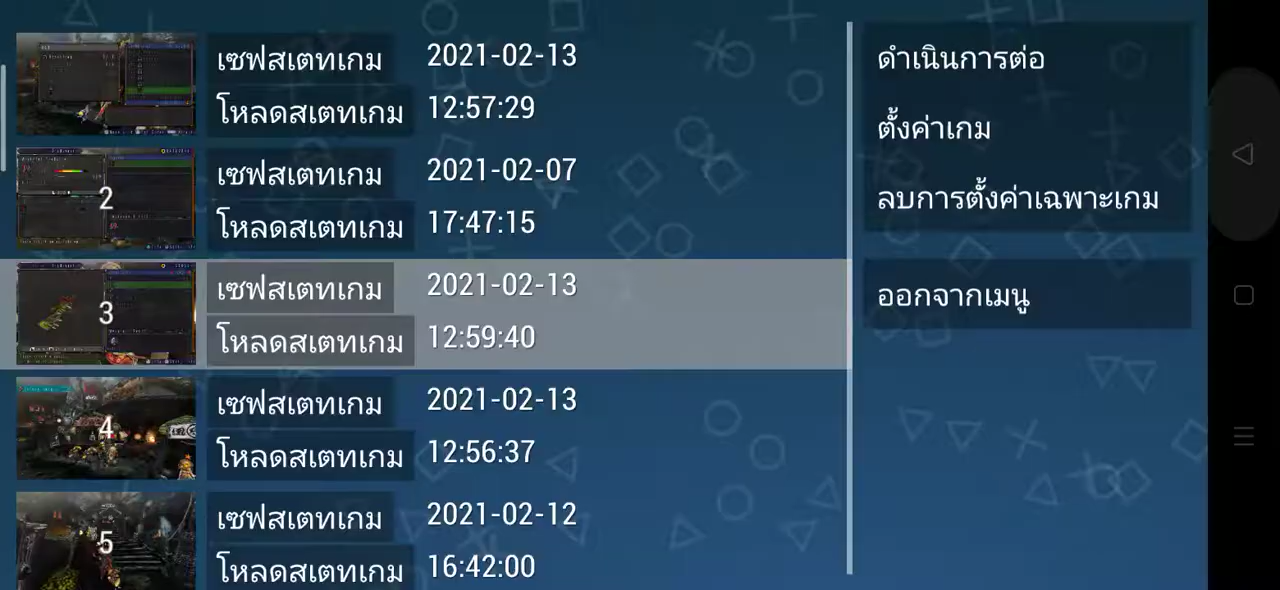 เซฟสเตทเกม
2021-02-13
โหลดสเตทเกม
12:57:29
2
เซฟสเตทเกม
2021-02-07
โหลดสเตทเกม
17:47:15
3
เซฟสเตทเกม
2021-02-13
โหลดสเตทเกม
12:59:40
4
เซฟสเตทเกม
2021-02-13
โหลดสเตทเกม
12:56:37
5
เซฟสเตทเกม
2021-02-12
โหลดสเตทเกม
16:42:00
ดำเนินการต่อ
ตั้งค่าเกม
ลบการตั้งค่าเฉพาะเกม
ออกจากเมนู